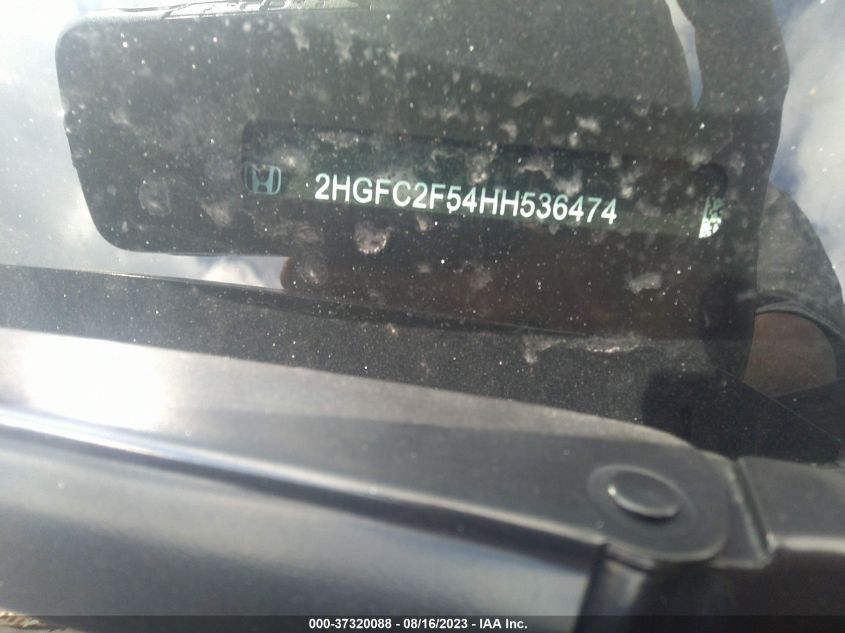 2HGFC2F54HH536474
000-37320088 - 08/16/2023 - IAA Inc.